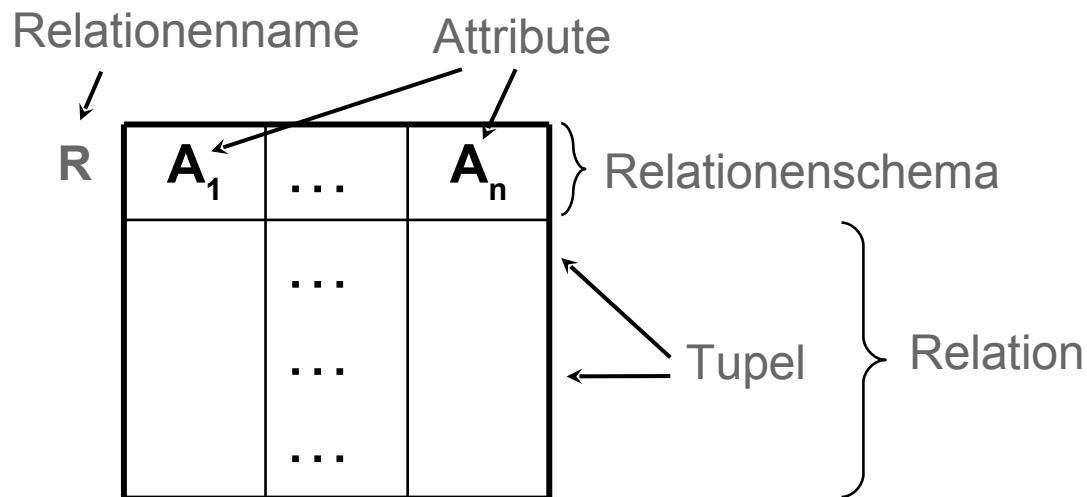 Relationenname Attribute
R A₁ ... Aₙ Relationenschema
...
... Tupel Relation
...